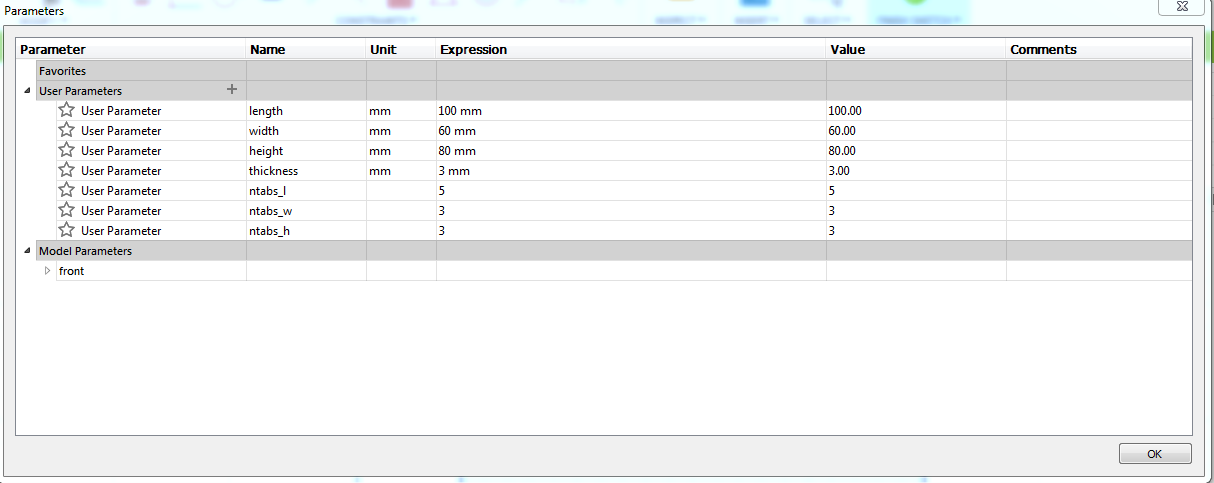 Parameters
Parameter Name Unit Expression Value Comments
Favorites
User Parameters +
User Parameter length mm 100 mm 100.00
User Parameter width mm 60 mm 60.00
User Parameter height mm 80 mm 80.00
User Parameter thickness mm 3 mm 3.00
User Parameter ntabs_l 5 5
User Parameter ntabs_w 3 3
User Parameter ntabs_h 3 3
Model Parameters
front
OK